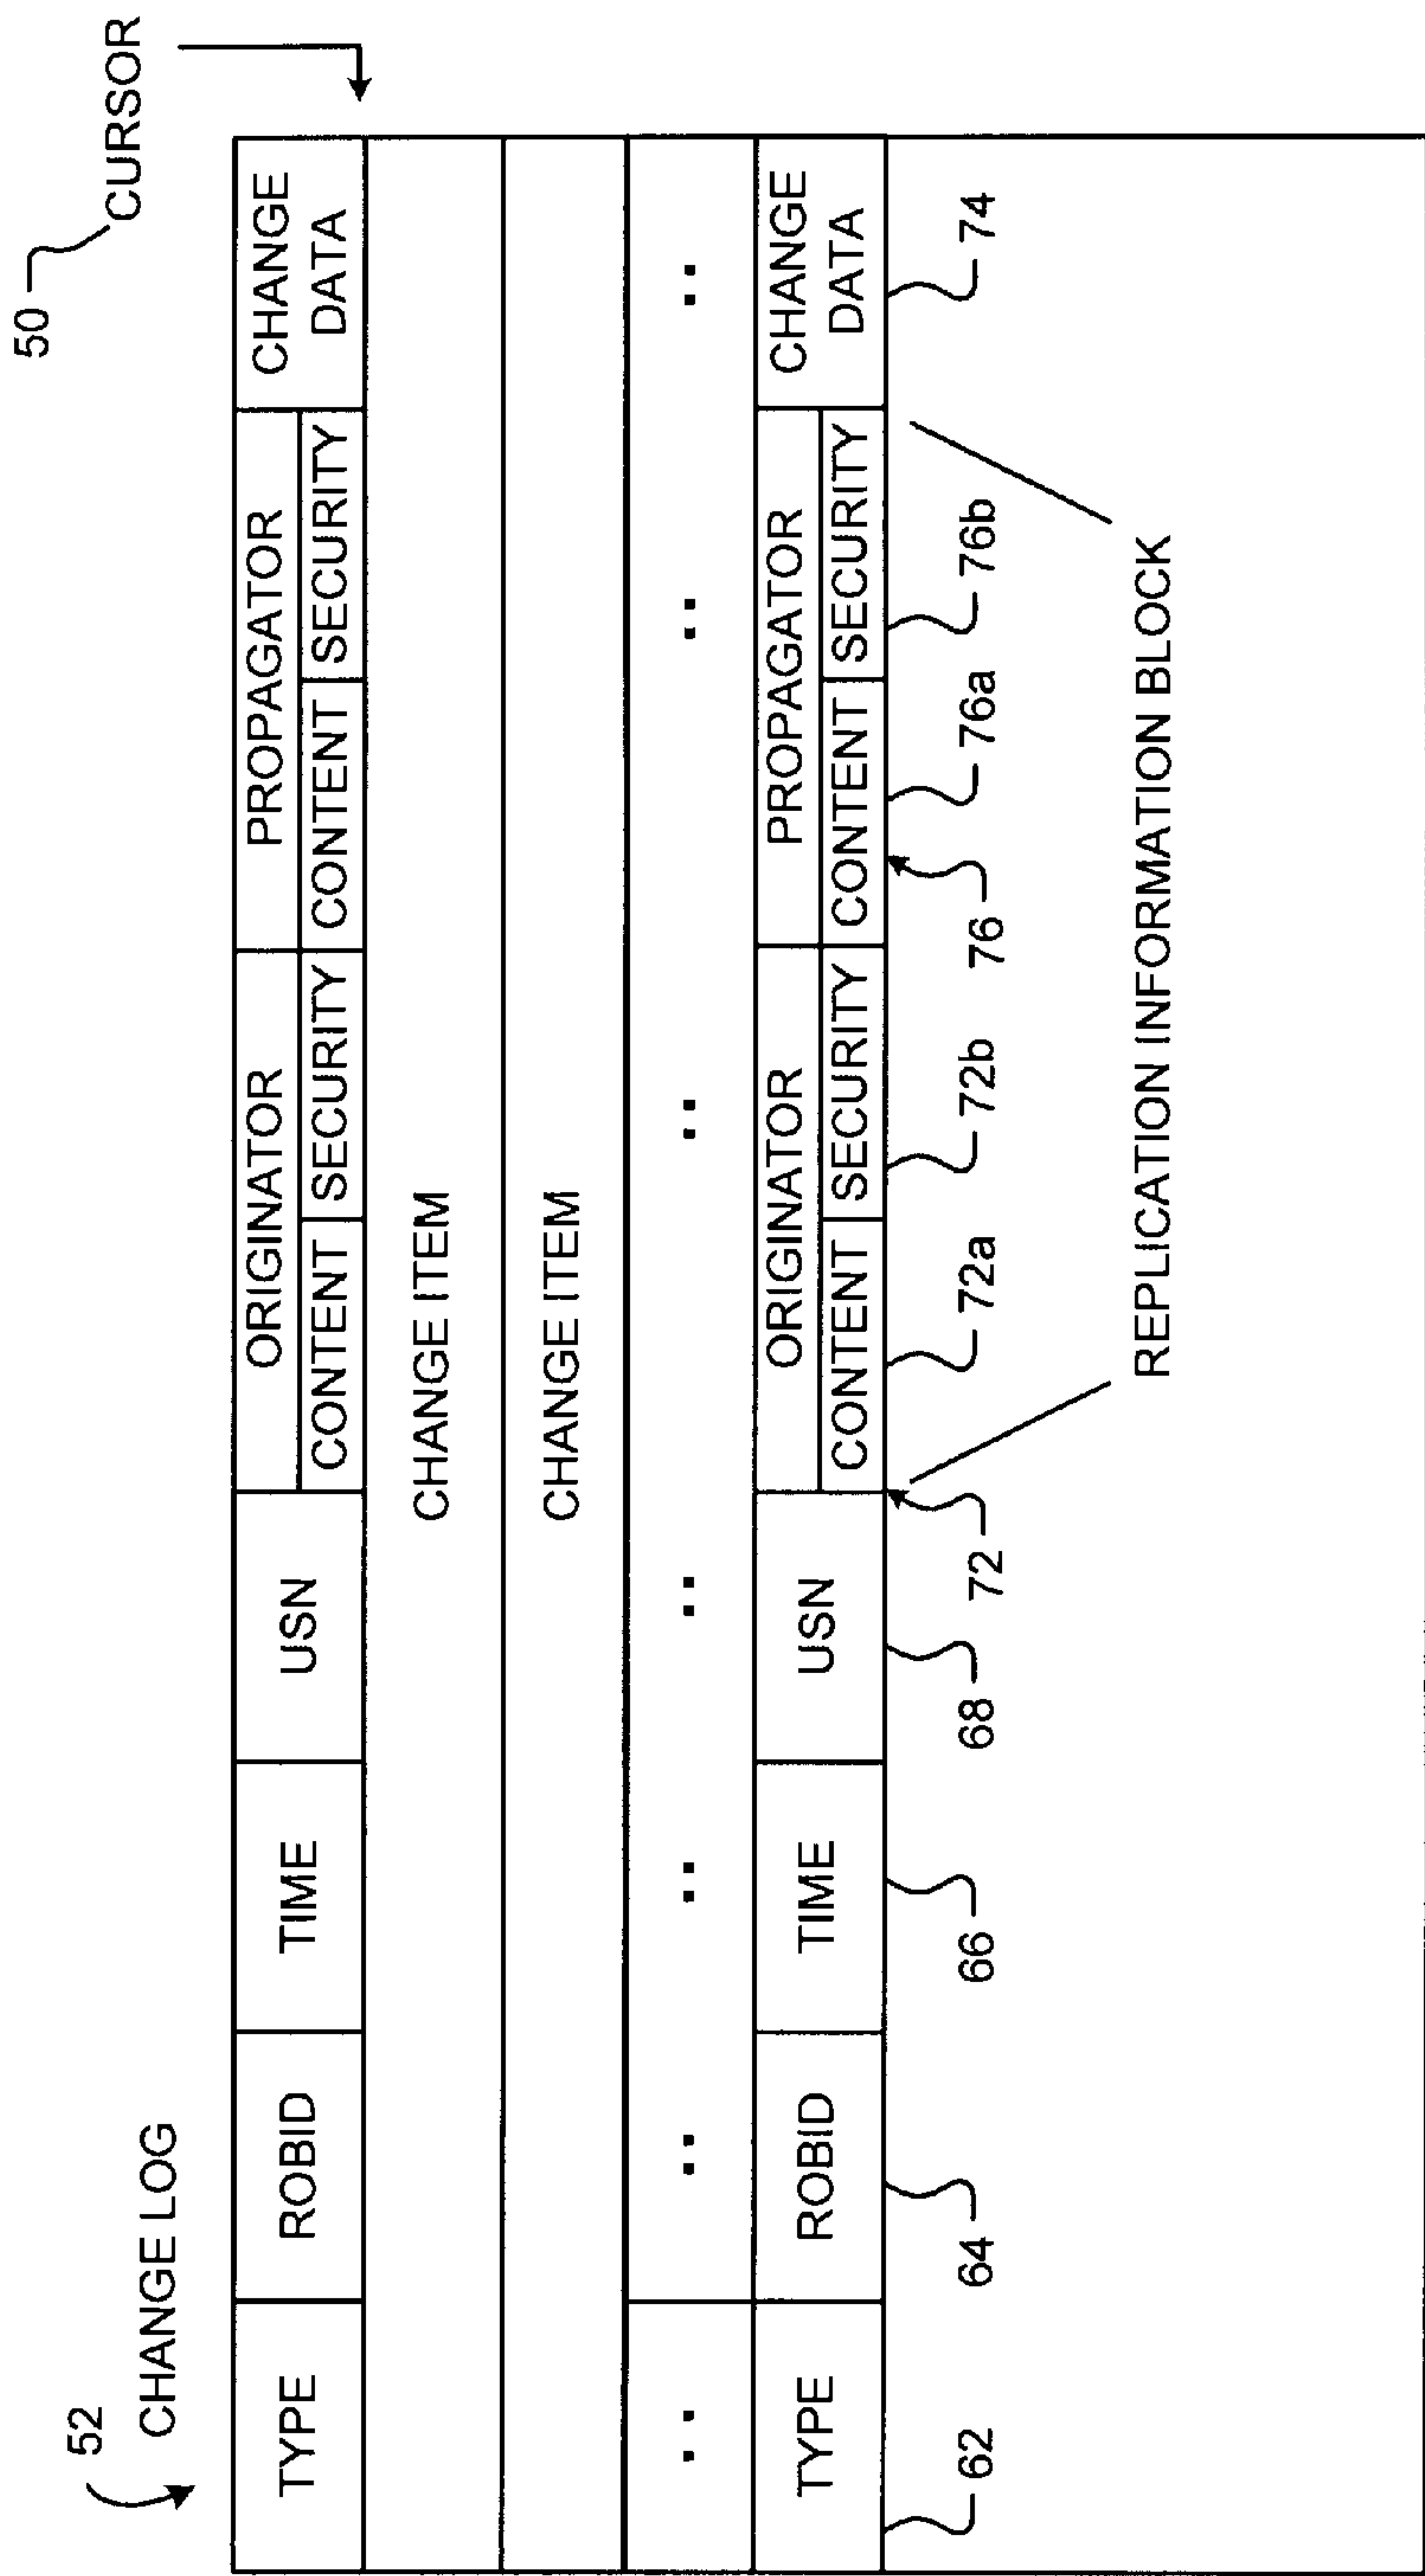 50
CURSOR
52
CHANGE LOG
TYPE ROBID TIME USN ORIGINATOR PROPAGATOR CHANGE DATA
CONTENT SECURITY CONTENT SECURITY
CHANGE ITEM
CHANGE ITEM
.. .. .. .. .. .. ..
TYPE ROBID TIME USN ORIGINATOR PROPAGATOR CHANGE DATA
CONTENT SECURITY CONTENT SECURITY
62 64 66 68 72 72a 72b 76 76a 76b 74
REPLICATION INFORMATION BLOCK